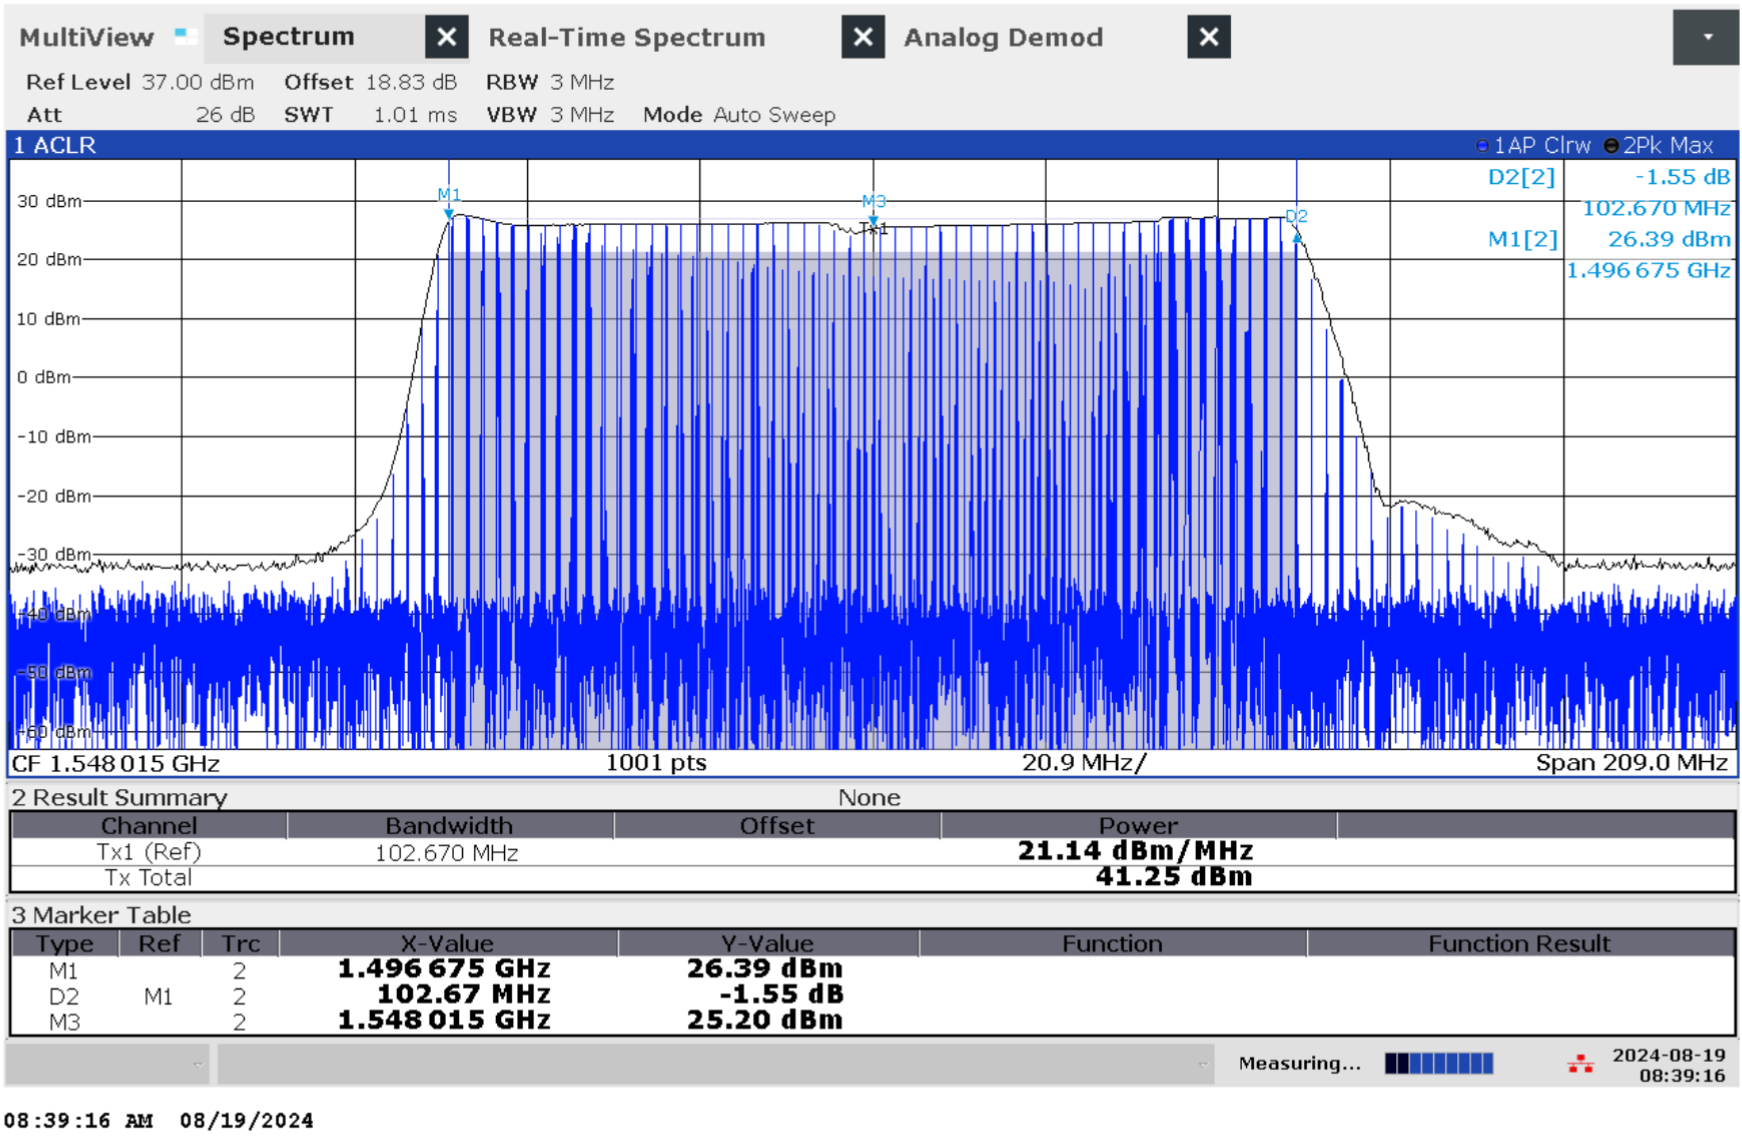 MultiView Spectrum Real-Time Spectrum Analog Demod
Ref Level 37.00 dBm Offset 18.83 dB RBW 3 MHz
Att 26 dB SWT 1.01 ms VBW 3 MHz Mode Auto Sweep
1 ACLR 1AP Clrw 2Pk Max
D2[2] -1.55 dB
102.670 MHz
M1[2] 26.39 dBm
1.496 675 GHz
M1
M3
D2
Tx1
30 dBm
20 dBm
10 dBm
0 dBm
-10 dBm
-20 dBm
-30 dBm
-40 dBm
-50 dBm
-60 dBm
CF 1.548 015 GHz 1001 pts 20.9 MHz/ Span 209.0 MHz
2 Result Summary None
Channel Bandwidth Offset Power
Tx1 (Ref) 102.670 MHz 21.14 dBm/MHz
Tx Total 41.25 dBm
3 Marker Table
Type Ref Trc X-Value Y-Value Function Function Result
M1 2 1.496 675 GHz 26.39 dBm
D2 M1 2 102.67 MHz -1.55 dB
M3 2 1.548 015 GHz 25.20 dBm
Measuring... 2024-08-19
08:39:16
08:39:16 AM 08/19/2024